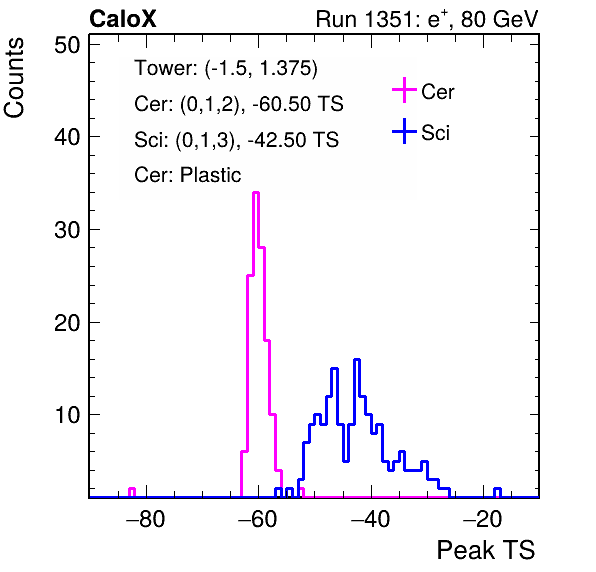 CaloX
Run 1351: e+, 80 GeV
Counts
50
40
30
20
10
Tower: (-1.5, 1.375)
Cer: (0,1,2), -60.50 TS
Sci: (0,1,3), -42.50 TS
Cer: Plastic
Cer
Sci
−80
−60
−40
−20
Peak TS